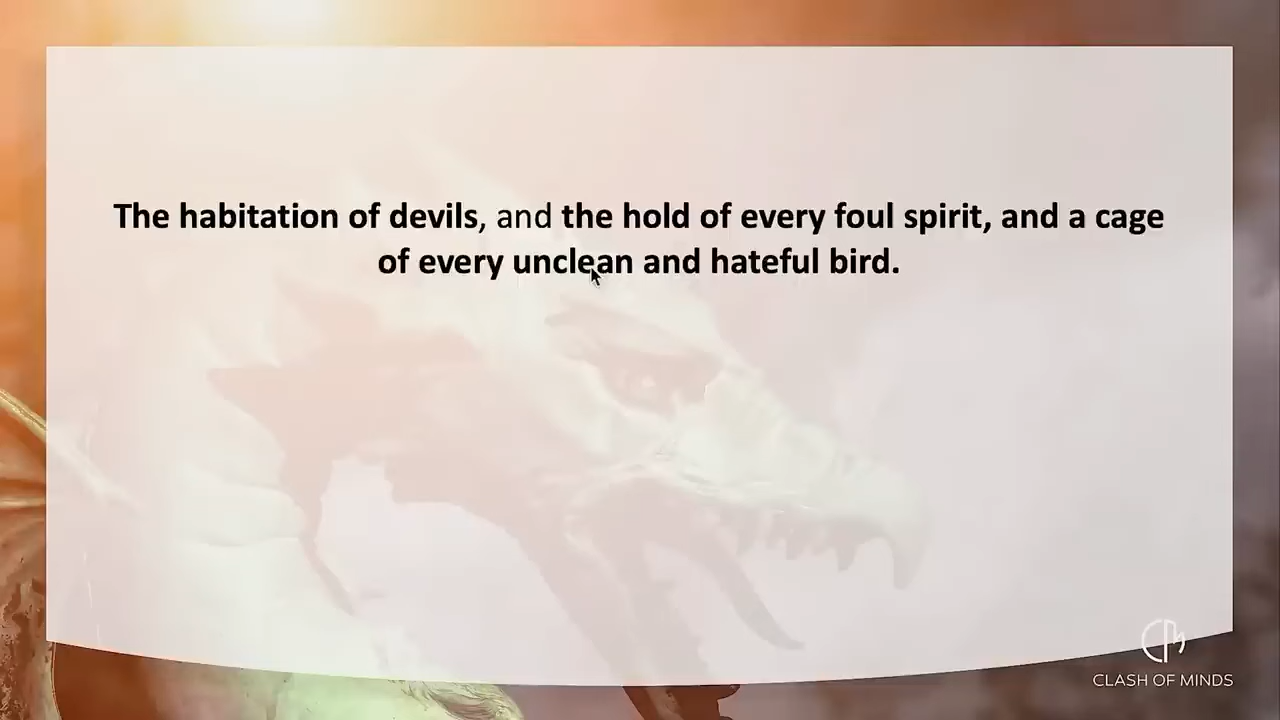 The habitation of devils, and the hold of every foul spirit, and a cage
of every unclean and hateful bird.
CLASH OF MINDS